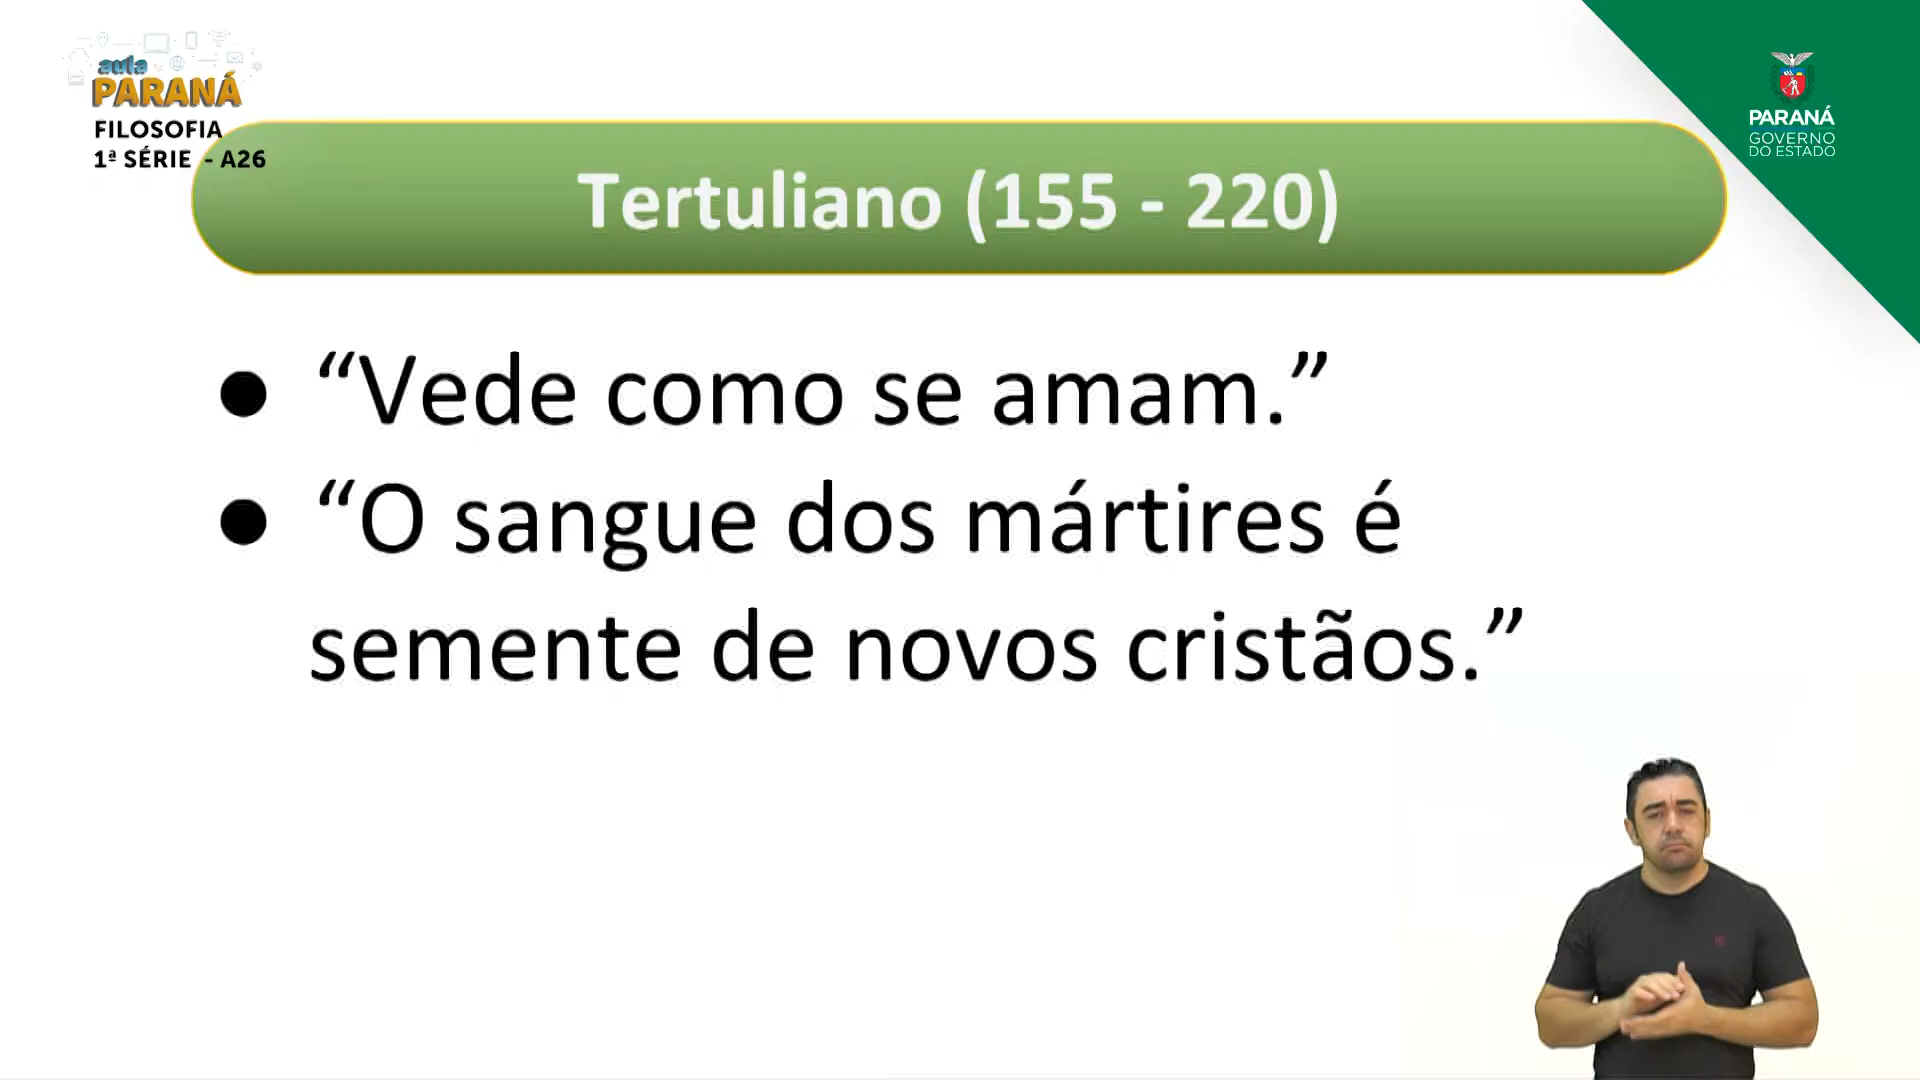 aula
PARANÁ
FILOSOFIA
1ª SÉRIE - A26
PARANÁ
GOVERNO
DO ESTADO
Tertuliano (155 - 220)
● “Vede como se amam.”
● “O sangue dos mártires é
semente de novos cristãos.”